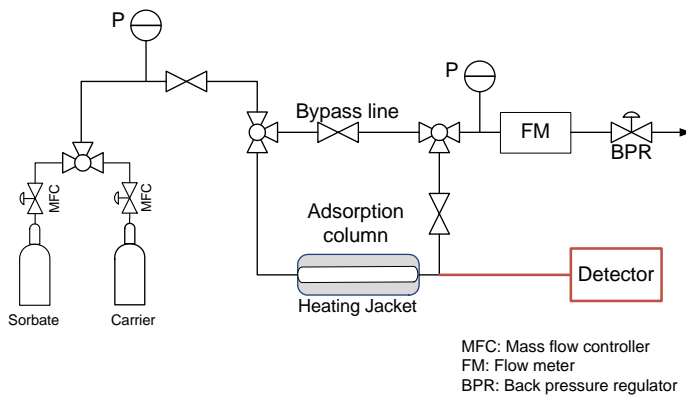 P
P
Bypass line
FM
BPR
MFC
MFC
Adsorption
column
Detector
Heating Jacket
Sorbate
Carrier
MFC: Mass flow controller
FM: Flow meter
BPR: Back pressure regulator